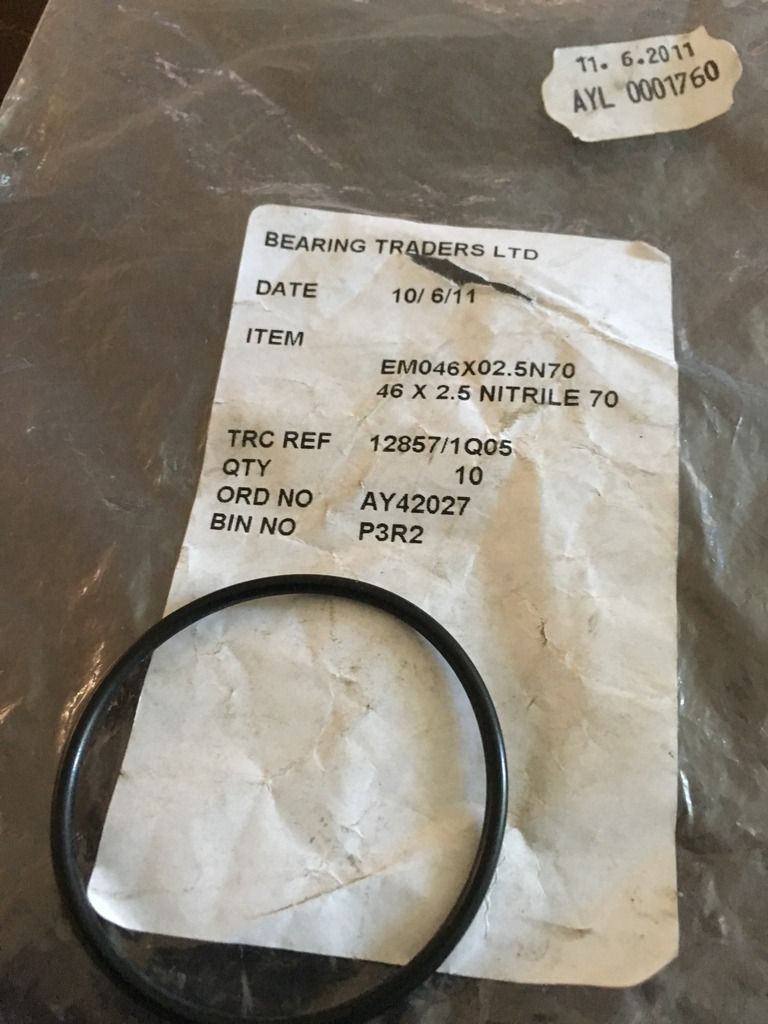 11. 6.2011
AYL 0001760
BEARING TRADERS LTD
DATE 10/ 6/11
ITEM
EM046X02.5N70
46 X 2.5 NITRILE 70
TRC REF 12857/1Q05
QTY 10
ORD NO AY42027
BIN NO P3R2